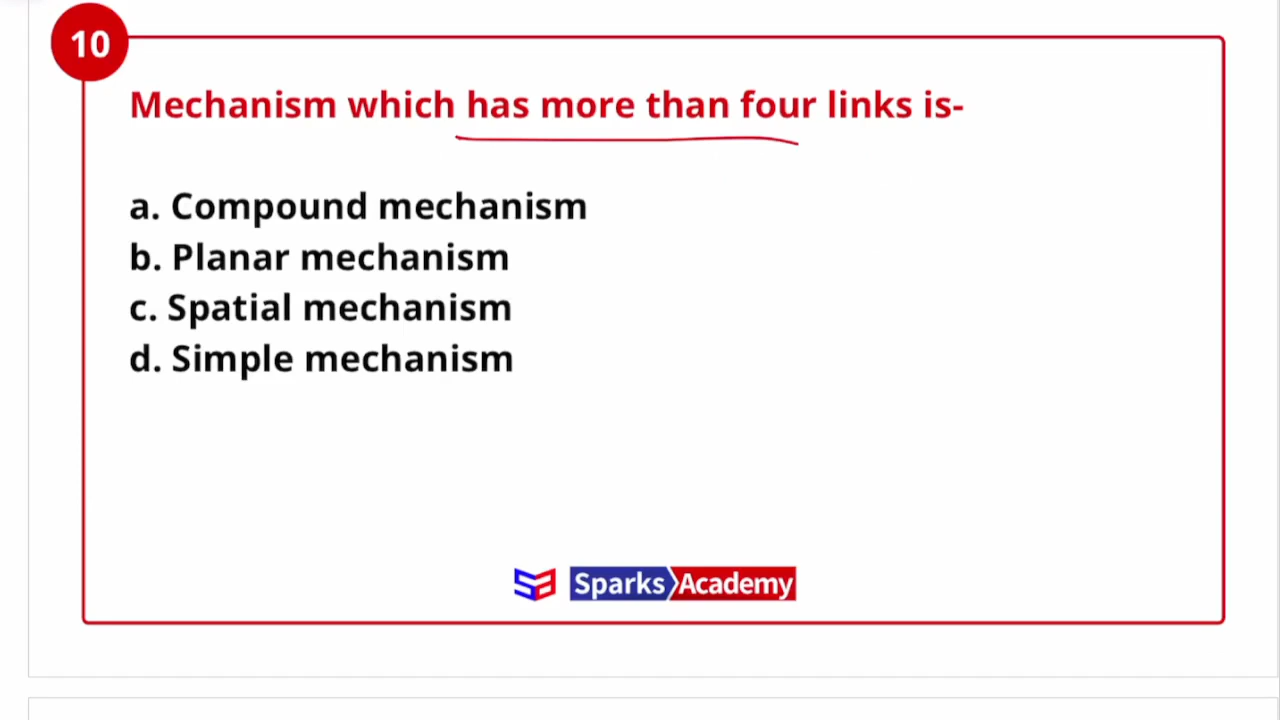 10
Mechanism which has more than four links is-
a. Compound mechanism
b. Planar mechanism
c. Spatial mechanism
d. Simple mechanism
SA Sparks Academy